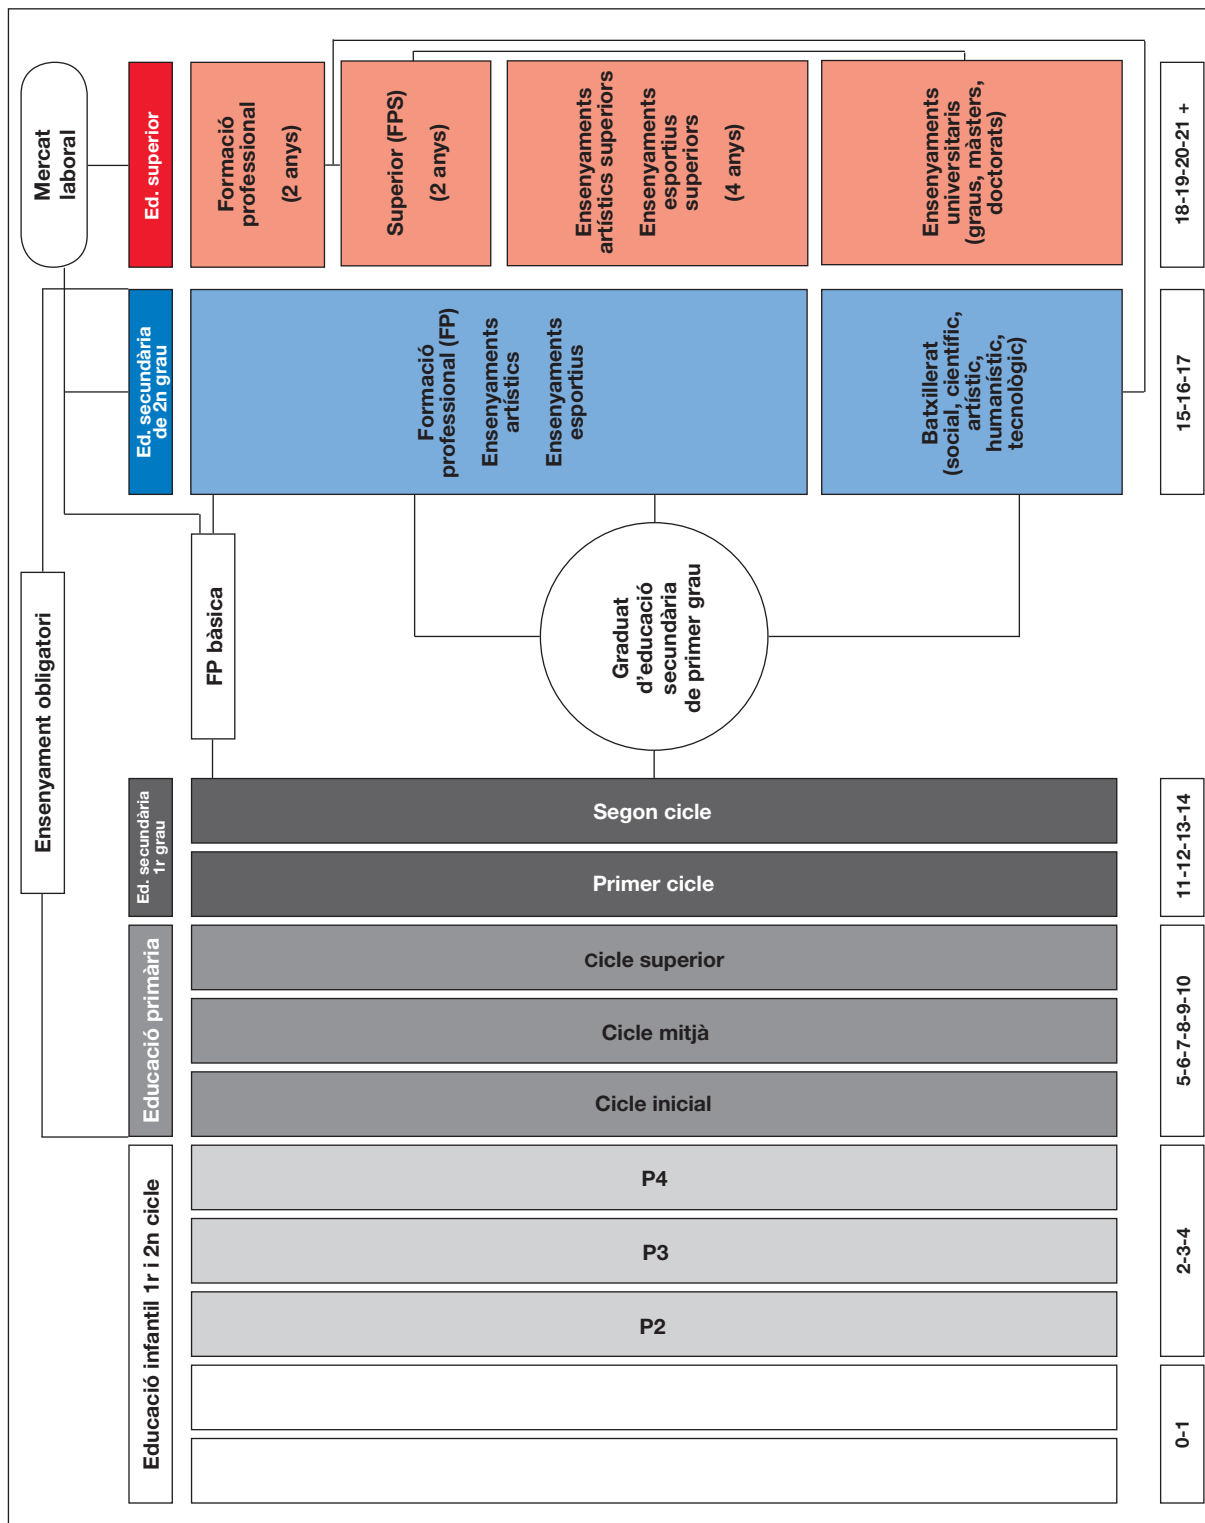 Mercat
laboral
Ensenyament obligatori
Ed. superior
Formació
professional
(2 anys)
Superior (FPS)
(2 anys)
Ensenyaments
artístics superiors
Ensenyaments
esportius
superiors
(4 anys)
Ensenyaments
universitaris
(graus, màsters,
doctorats)
18-19-20-21 +
Ed. secundària
de 2n grau
Formació
professional (FP)
Ensenyaments
artístics
Ensenyaments
esportius
Batxillerat
(social, científic,
artístic,
humanístic,
tecnològic)
15-16-17
FP bàsica
Graduat
d'educació
secundària
de primer grau
Ed. secundària
1r grau
Segon cicle
Primer cicle
11-12-13-14
Educació primària
Cicle superior
Cicle mitjà
Cicle inicial
5-6-7-8-9-10
Educació infantil 1r i 2n cicle
P4
P3
P2
2-3-4
0-1